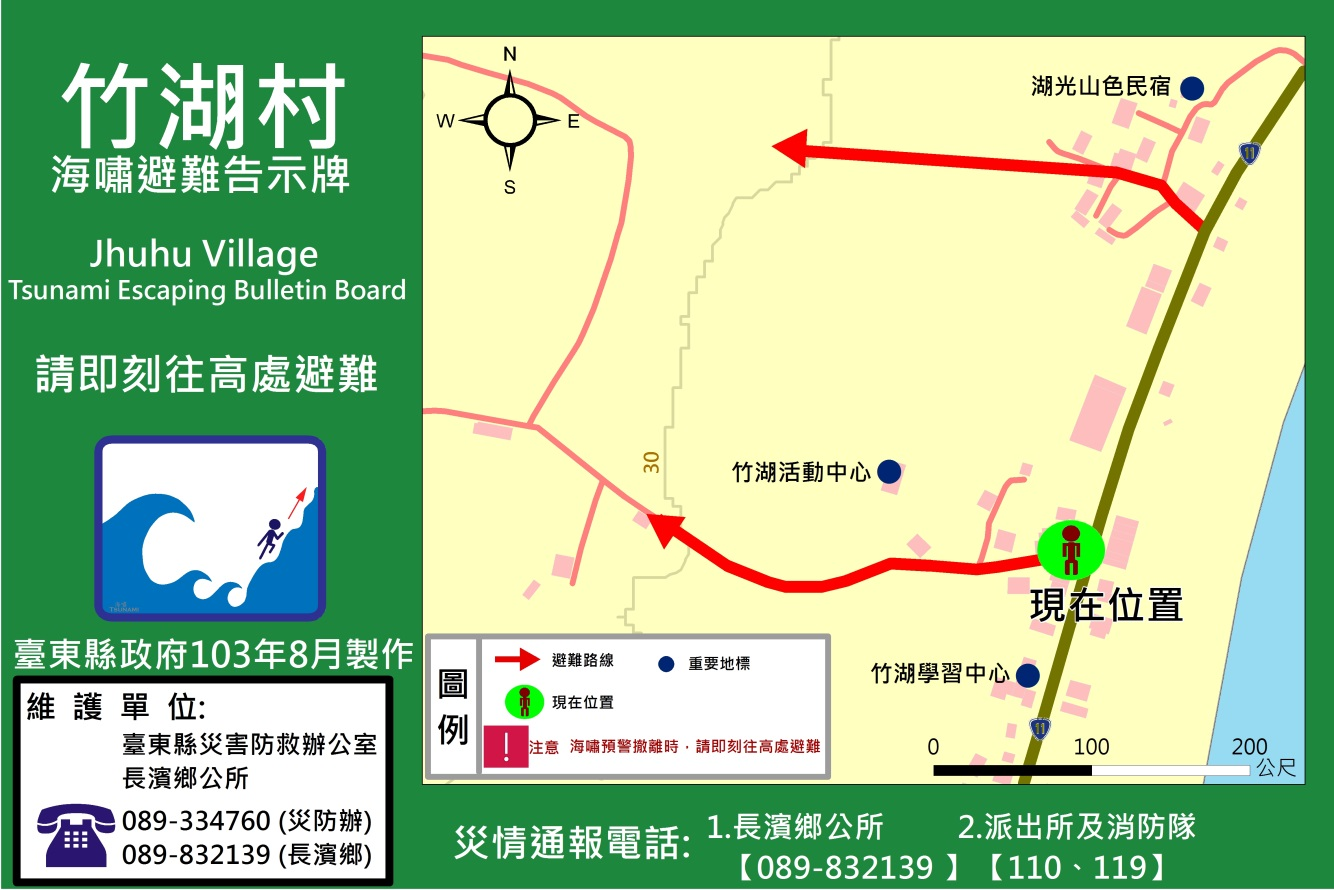 竹湖村
海嘯避難告示牌
Jhuhu Village
Tsunami Escaping Bulletin Board
請即刻往高處避難
TSUNAMI
臺東縣政府103年8月製作
維護單位:
臺東縣災害防救辦公室
長濱鄉公所
089-334760 (災防辦)
089-832139 (長濱鄉)
N
W
E
S
湖光山色民宿
11
30
竹湖活動中心
現在位置
竹湖學習中心
11
0 100 200
公尺
圖例
避難路線
重要地標
現在位置
!
注意 海嘯預警撤離時，請即刻往高處避難
災情通報電話:
1.長濱鄉公所
【089-832139 】
2.派出所及消防隊
【110、119】